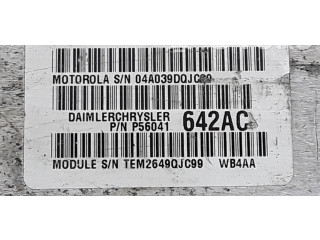 MOTOROLA S/N 04A039DQJC99
DAIMLERCHRYSLER
P/N P56041 642AC
MODULE S/N TEM2649QJC99 WB4AA